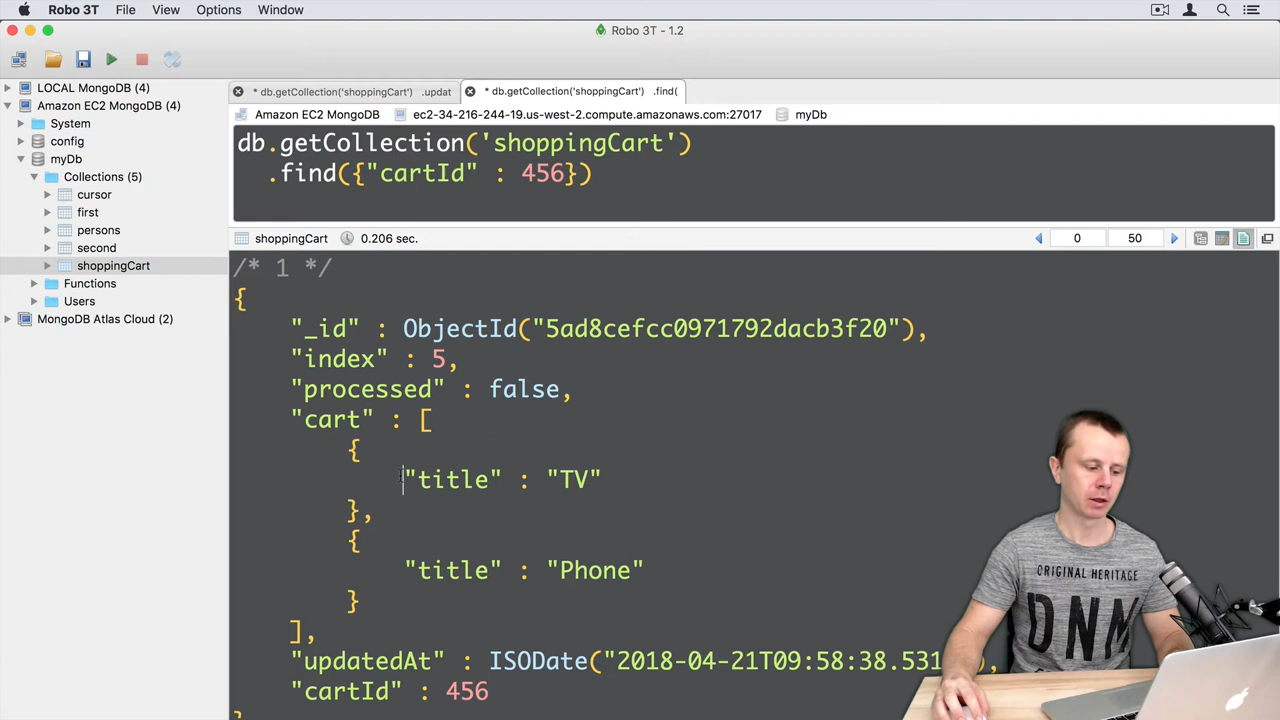 Robo 3T File View Options Window
Robo 3T - 1.2
LOCAL MongoDB (4)
Amazon EC2 MongoDB (4)
System
config
myDb
Collections (5)
cursor
first
persons
second
shoppingCart
Functions
Users
MongoDB Atlas Cloud (2)
* db.getCollection('shoppingCart') .updat
* db.getCollection('shoppingCart') .find(
Amazon EC2 MongoDB ec2-34-216-244-19.us-west-2.compute.amazonaws.com:27017 myDb
db.getCollection('shoppingCart')
.find({"cartId" : 456})
shoppingCart 0.206 sec. 0 50
/* 1 */
{
"_id" : ObjectId("5ad8cefcc0971792dacb3f20"),
"index" : 5,
"processed" : false,
"cart" : [
{
"title" : "TV"
},
{
"title" : "Phone"
}
],
"updatedAt" : ISODate("2018-04-21T09:58:38.531
"cartId" : 456
ORIGINAL HERITAGE
DNM